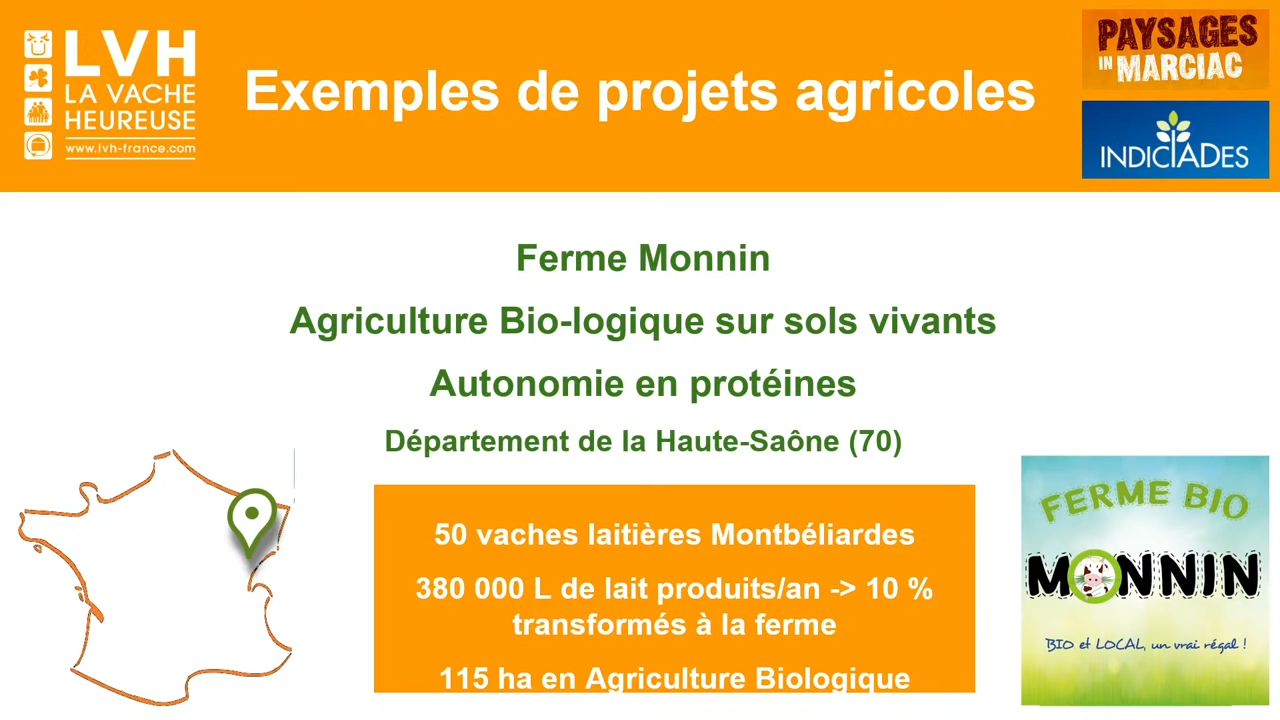 LVH
LA VACHE
HEUREUSE
www.lvh-france.com
Exemples de projets agricoles
PAYSAGES
IN MARCIAC
INDICIADES
Ferme Monnin
Agriculture Bio-logique sur sols vivants
Autonomie en protéines
Département de la Haute-Saône (70)
50 vaches laitières Montbéliardes
380 000 L de lait produits/an -> 10 %
transformés à la ferme
115 ha en Agriculture Biologique
FERME BIO
MONNIN
BIO et LOCAL, un vrai régal !